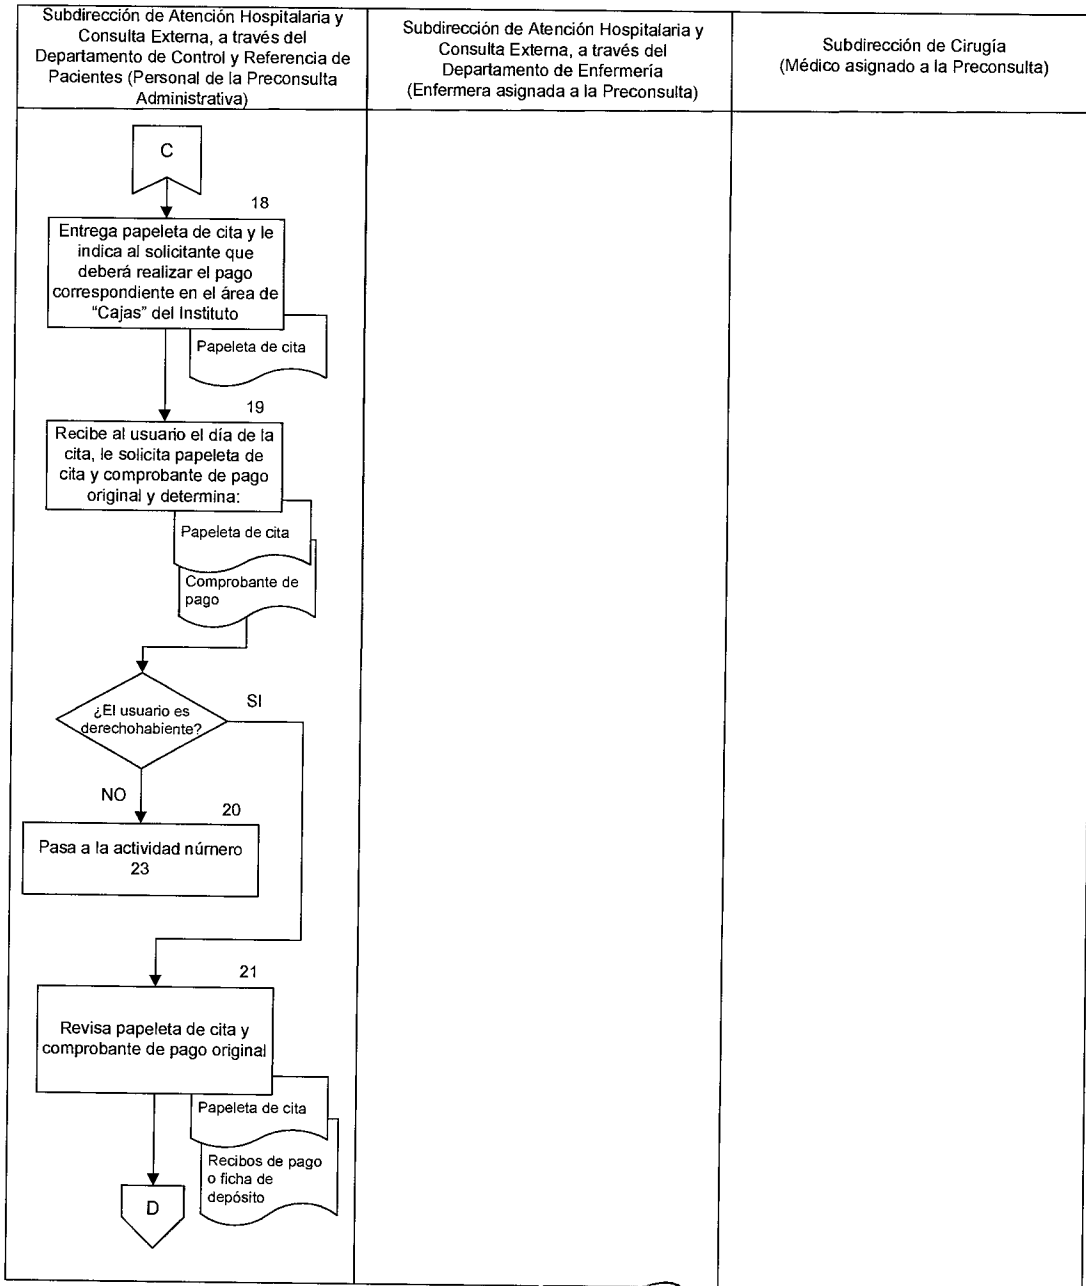 Subdirección de Atención Hospitalaria y
Consulta Externa, a través del
Departamento de Control y Referencia de
Pacientes (Personal de la Preconsulta
Administrativa)
Subdirección de Atención Hospitalaria y
Consulta Externa, a través del
Departamento de Enfermería
(Enfermera asignada a la Preconsulta)
Subdirección de Cirugía
(Médico asignado a la Preconsulta)
C
18
Entrega papeleta de cita y le
indica al solicitante que
deberá realizar el pago
correspondiente en el área de
"Cajas" del Instituto
Papeleta de cita
19
Recibe al usuario el día de la
cita, le solicita papeleta de
cita y comprobante de pago
original y determina:
Papeleta de cita
Comprobante de
pago
¿El usuario es
derechohabiente?
SI
NO
20
Pasa a la actividad número
23
21
Revisa papeleta de cita y
comprobante de pago original
Papeleta de cita
Recibos de pago
o ficha de
depósito
D